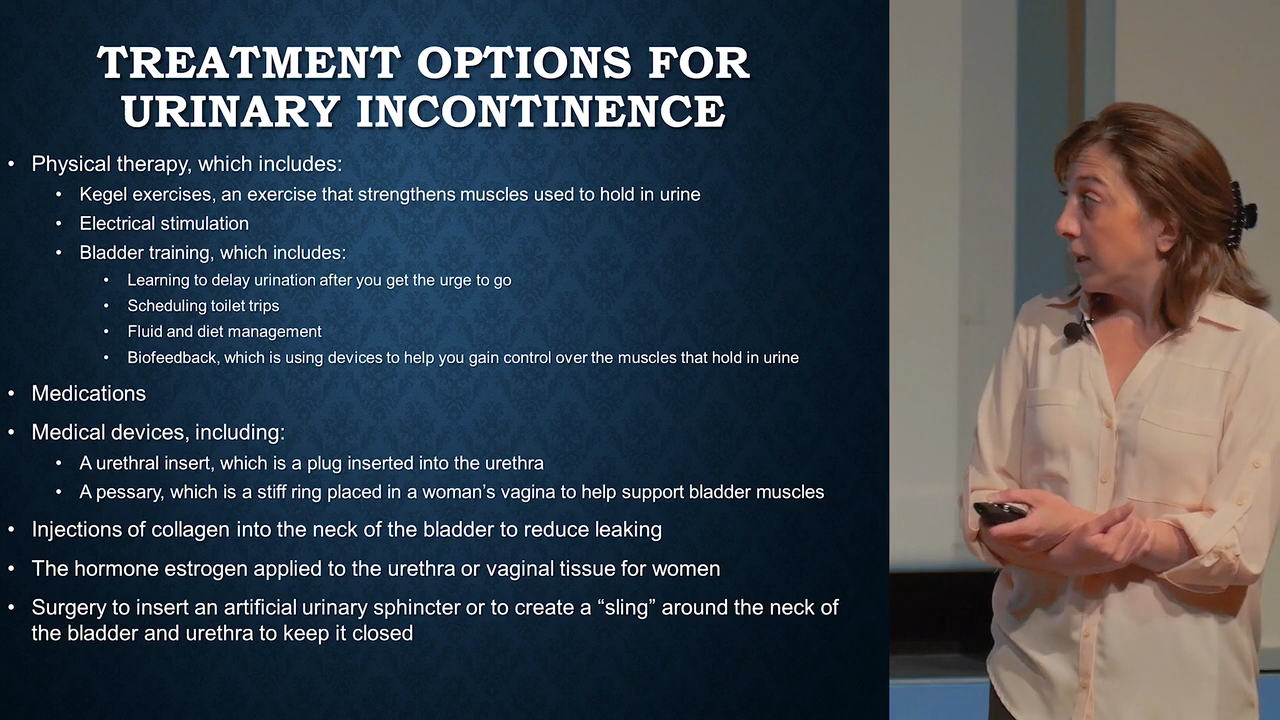 TREATMENT OPTIONS FOR
URINARY INCONTINENCE
• Physical therapy, which includes:
• Kegel exercises, an exercise that strengthens muscles used to hold in urine
• Electrical stimulation
• Bladder training, which includes:
• Learning to delay urination after you get the urge to go
• Scheduling toilet trips
• Fluid and diet management
• Biofeedback, which is using devices to help you gain control over the muscles that hold in urine
• Medications
• Medical devices, including:
• A urethral insert, which is a plug inserted into the urethra
• A pessary, which is a stiff ring placed in a woman’s vagina to help support bladder muscles
• Injections of collagen into the neck of the bladder to reduce leaking
• The hormone estrogen applied to the urethra or vaginal tissue for women
• Surgery to insert an artificial urinary sphincter or to create a “sling” around the neck of
the bladder and urethra to keep it closed